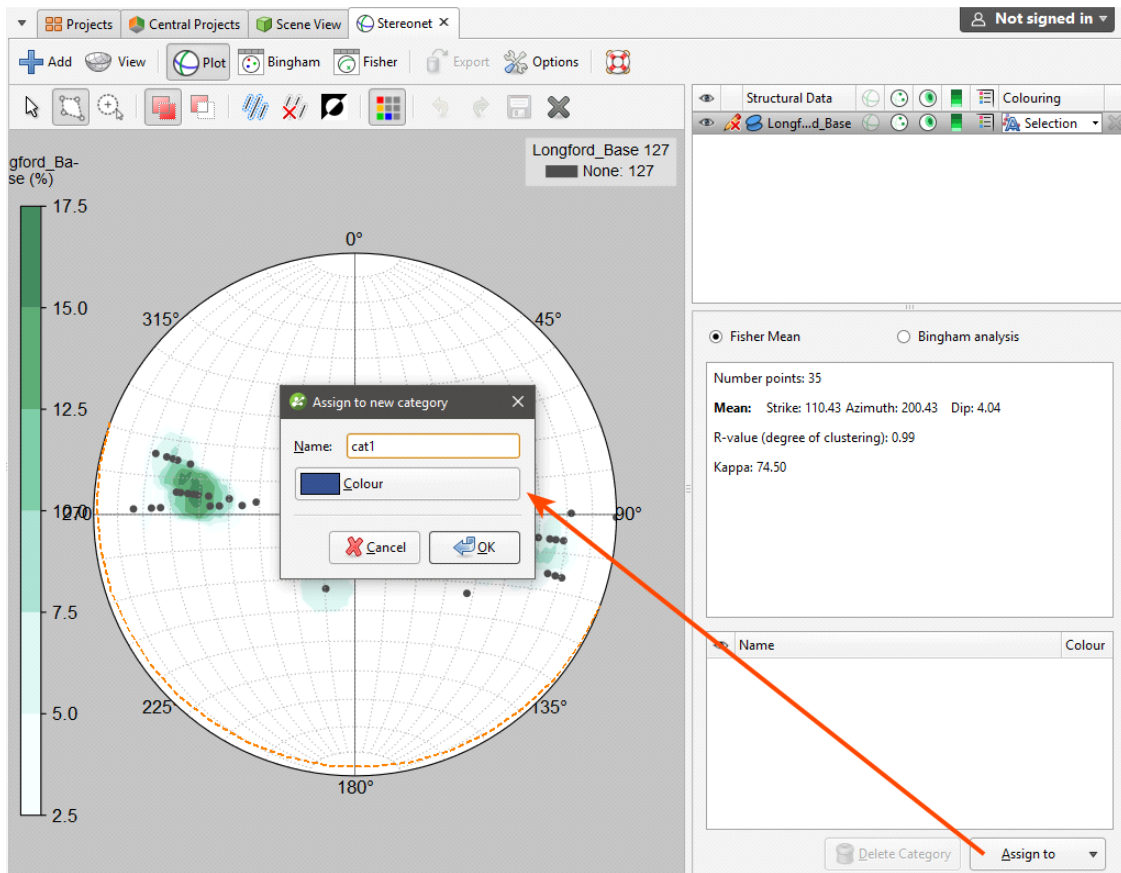 Projects Central Projects Scene View Stereonet Not signed in
Add View Plot Bingham Fisher Export Options
Structural Data Colouring
Longf...d_Base Selection
gford_Ba-
se (%)
Longford_Base 127
None: 127
17.5
15.0
12.5
10.0
7.5
5.0
2.5
0°
45°
90°
135°
180°
225°
270
315°
Assign to new category
Name: cat1
Colour
Cancel OK
Fisher Mean Bingham analysis
Number points: 35
Mean: Strike: 110.43 Azimuth: 200.43 Dip: 4.04
R-value (degree of clustering): 0.99
Kappa: 74.50
Name Colour
Delete Category Assign to